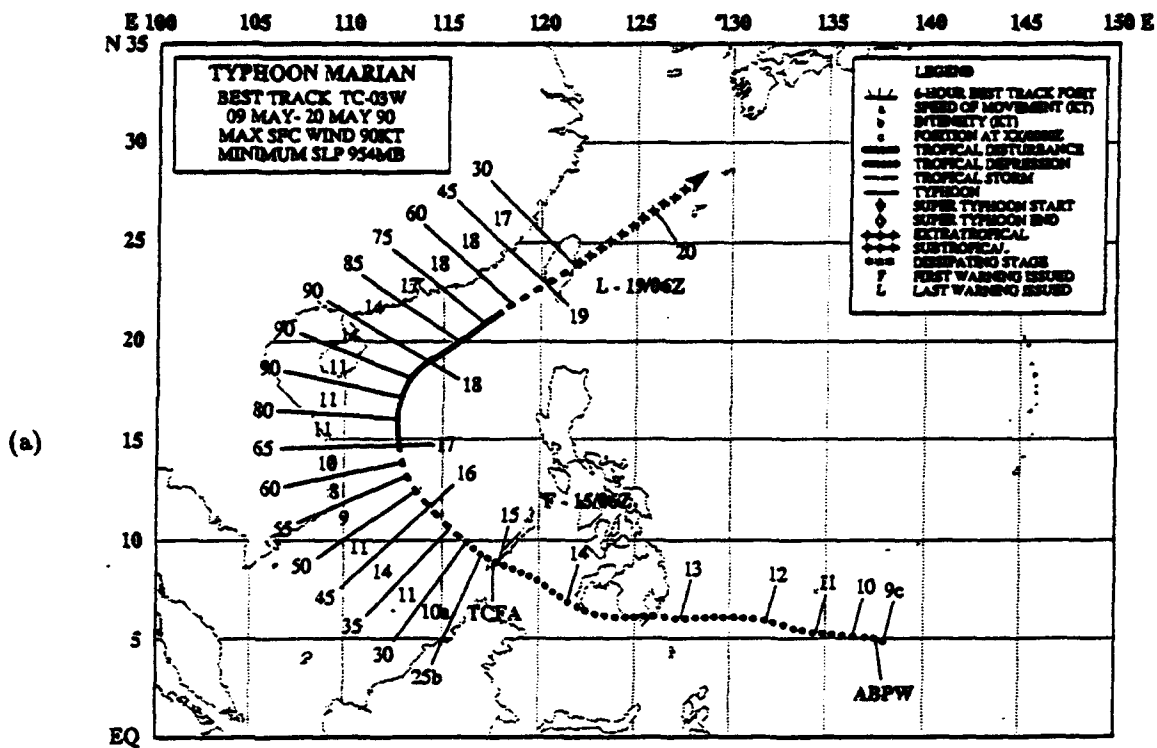 E 100 105 110 115 120 125 130 135 140 145 150 E
N 35
30
25
20
15
10
5
EQ
(a)
TYPHOON MARIAN
BEST TRACK TC-03W
09 MAY- 20 MAY 90
MAX SFC WIND 90KT
MINIMUM SLP 954MB
LEGEND
6-HOUR BEST TRACK
SPEED OF MOVEMENT (KT)
INTENSITY (KT)
POSITION AT XX/0000Z
TROPICAL DISTURBANCE
TROPICAL DEPRESSION
TROPICAL STORM
TYPHOON
SUPER TYPHOON START
SUPER TYPHOON END
EXTRATROPICAL
SUBTROPICAL
DISSIPATING STAGE
F FIRST WARNING ISSUED
L LAST WARNING ISSUED
30
45 17
60 18
75 18
85 13
90 14
90
90 11
80 11
65 11
60 10
8
50 9
45 11
35 14
30 11
25b 10a
20
L - 19/06Z
19
18
17
16
F - 15/06Z
15
14
13
12
11
10
9c
TCFA
ABPW